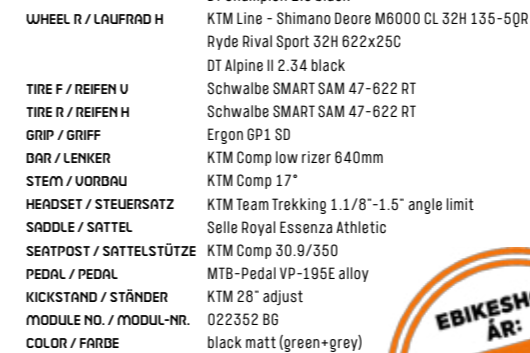 WHEEL R / LAUFRAD H KTM Line - Shimano Deore M6000 CL 32H 135-5QR
Ryde Rival Sport 32H 622x25C
DT Alpine II 2.34 black
TIRE F / REIFEN V Schwalbe SMART SAM 47-622 RT
TIRE R / REIFEN H Schwalbe SMART SAM 47-622 RT
GRIP / GRIFF Ergon GP1 SD
BAR / LENKER KTM Comp low rizer 640mm
STEM / VORBAU KTM Comp 17°
HEADSET / STEUERSATZ KTM Team Trekking 1.1/8"-1.5" angle limit
SADDLE / SATTEL Selle Royal Essenza Athletic
SEATPOST / SATTELSTÜTZE KTM Comp 30.9/350
PEDAL / PEDAL MTB-Pedal VP-195E alloy
KICKSTAND / STÄNDER KTM 28" adjust
MODULE NO. / MODUL-NR. 022352 BG
COLOR / FARBE black matt (green+grey)
ÁR: